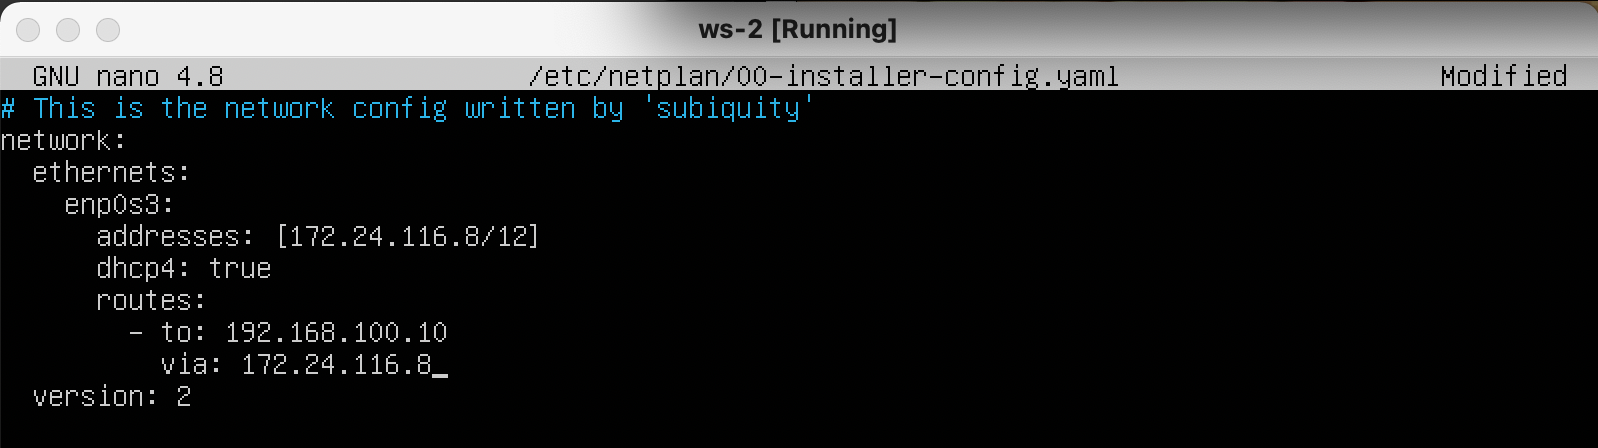 ws-2 [Running]
GNU nano 4.8 /etc/netplan/00-installer-config.yaml Modified
# This is the network config written by 'subiquity'
network:
  ethernets:
    enp0s3:
      addresses: [172.24.116.8/12]
      dhcp4: true
      routes:
        - to: 192.168.100.10
          via: 172.24.116.8_
  version: 2